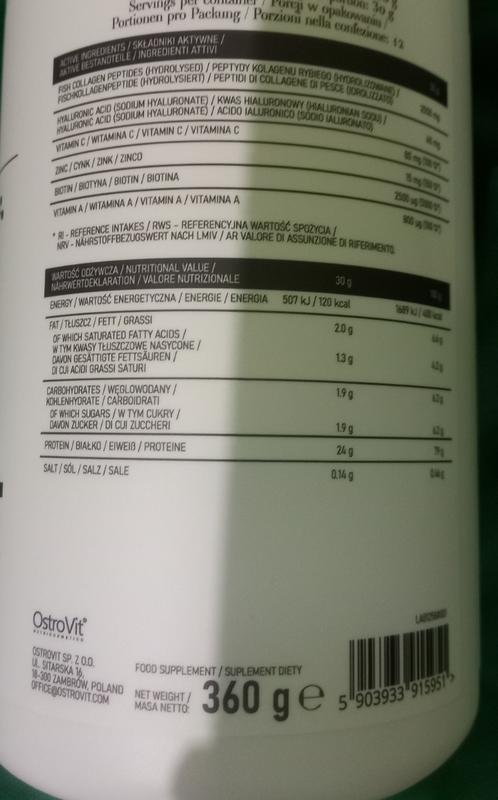 Servings per container / Porcji w opakowaniu /
Portionen pro Packung / Porzioni nella confezione: 12
ACTIVE INGREDIENTS / SKŁADNIKI AKTYWNE /
AKTIVE BESTANDTEILE / INGREDIENTI ATTIVI
FISH COLLAGEN PEPTIDES (HYDROLYSED) / PEPTYDY KOLAGENU RYBIEGO (HYDROLIZOWANE) /
FISCHKOLLAGENPEPTIDE (HYDROLYSIERT) / PEPTIDI DI COLLAGENE DI PESCE (IDROLIZZATO)
HYALURONIC ACID (SODIUM HYALURONATE) / KWAS HIALURONOWY (HIALURONIAN SODU) /
HYALURONIC ACID (SODIUM HYALURONATE) / ACIDO IALURONICO (SODIO IALURONATO)
VITAMIN C / WITAMINA C / VITAMIN C / VITAMINA C
ZINC / CYNK / ZINK / ZINCO
BIOTIN / BIOTYNA / BIOTIN / BIOTINA
VITAMIN A / WITAMINA A / VITAMIN A / VITAMINA A
* RI - REFERENCE INTAKES / RWS - REFERENCYJNA WARTOŚĆ SPOŻYCIA /
NRV - NÄHRSTOFFBEZUGSWERT NACH LMIV / AR VALORE DI ASSUNZIONE DI RIFERIMENTO
WARTOŚĆ ODŻYWCZA / NUTRITIONAL VALUE /
NÄHRWERTDEKLARATION / VALORE NUTRIZIONALE 30 g
ENERGY / WARTOŚĆ ENERGETYCZNA / ENERGIE / ENERGIA 507 kJ / 120 kcal
FAT / TŁUSZCZ / FETT / GRASSI 2.0 g
OF WHICH SATURATED FATTY ACIDS /
W TYM KWASY TŁUSZCZOWE NASYCONE /
DAVON GESÄTTIGTE FETTSÄUREN /
DI CUI ACIDI GRASSI SATURI 1.3 g
CARBOHYDRATES / WĘGLOWODANY /
KOHLENHYDRATE / CARBOIDRATI 1.9 g
OF WHICH SUGARS / W TYM CUKRY /
DAVON ZUCKER / DI CUI ZUCCHERI 1.9 g
PROTEIN / BIAŁKO / EIWEIß / PROTEINE 24 g
SALT / SÓL / SALZ / SALE 0.14 g
OstroVit®
OSTROVIT SP. Z O.O.
UL. SITARSKA 16,
18-300 ZAMBRÓW, POLAND
OFFICE@OSTROVIT.COM
FOOD SUPPLEMENT / SUPLEMENT DIETY
NET WEIGHT /
MASA NETTO: 360 g e
5 903933 915951 >